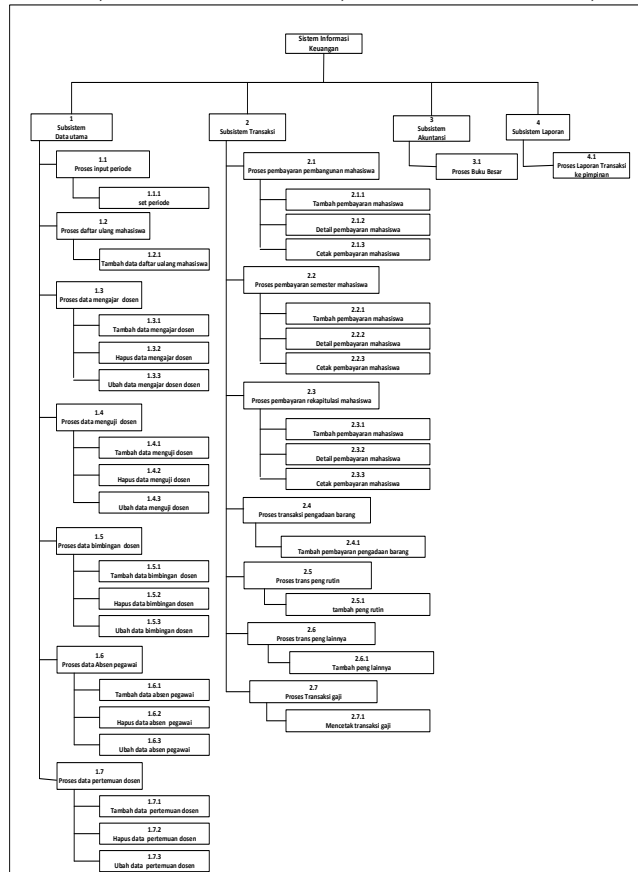 Sistem Informasi
Keuangan
1
Subsistem
Data utama
1.1
Proses input periode
1.1.1
set periode
1.2
Proses daftar ulang mahasiswa
1.2.1
Tambah data daftar ualang mahasiswa
1.3
Proses data mengajar dosen
1.3.1
Tambah data mengajar dosen
1.3.2
Hapus data mengajar dosen
1.3.3
Ubah data mengajar dosen dosen
1.4
Proses data menguji dosen
1.4.1
Tambah data menguji dosen
1.4.2
Hapus data menguji dosen
1.4.3
Ubah data menguji dosen
1.5
Proses data bimbingan dosen
1.5.1
Tambah data bimbingan dosen
1.5.2
Hapus data bimbingan dosen
1.5.3
Ubah data bimbingan dosen
1.6
Proses data Absen pegawai
1.6.1
Tambah data absen pegawai
1.6.2
Hapus data absen pegawai
1.6.3
Ubah data absen pegawai
1.7
Proses data pertemuan dosen
1.7.1
Tambah data pertemuan dosen
1.7.2
Hapus data pertemuan dosen
1.7.3
Ubah data pertemuan dosen
2
Subsistem Transaksi
2.1
Proses pembayaran pembangunan mahasiswa
2.1.1
Tambah pembayaran mahasiswa
2.1.2
Detail pembayaran mahasiswa
2.1.3
Cetak pembayaran mahasiswa
2.2
Proses pembayaran semester mahasiswa
2.2.1
Tambah pembayaran mahasiswa
2.2.2
Detail pembayaran mahasiswa
2.2.3
Cetak pembayaran mahasiswa
2.3
Proses pembayaran rekapitulasi mahasiswa
2.3.1
Tambah pembayaran mahasiswa
2.3.2
Detail pembayaran mahasiswa
2.3.3
Cetak pembayaran mahasiswa
2.4
Proses transaksi pengadaan barang
2.4.1
Tambah pembayaran pengadaan barang
2.5
Proses trans peng rutin
2.5.1
tambah peng rutin
2.6
Proses trans peng lainnya
2.6.1
Tambah peng lainnya
2.7
Proses Transaksi gaji
2.7.1
Mencetak transaksi gaji
3
Subsistem
Akuntansi
3.1
Proses Buku Besar
4
Subsistem Laporan
4.1
Proses Laporan Transaksi
ke pimpinan